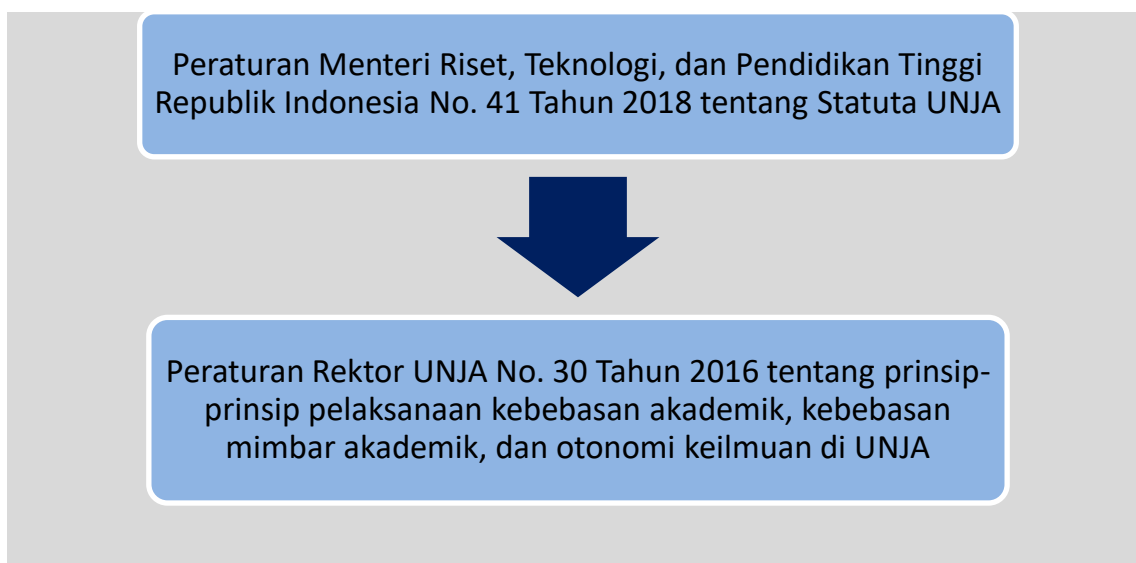 Peraturan Menteri Riset, Teknologi, dan Pendidikan Tinggi
Republik Indonesia No. 41 Tahun 2018 tentang Statuta UNJA
Peraturan Rektor UNJA No. 30 Tahun 2016 tentang prinsip-
prinsip pelaksanaan kebebasan akademik, kebebasan
mimbar akademik, dan otonomi keilmuan di UNJA